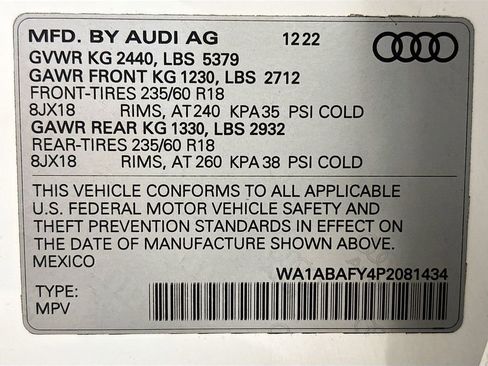 MFD. BY AUDI AG 12 22
GVWR KG 2440, LBS 5379
GAWR FRONT KG 1230, LBS 2712
FRONT-TIRES 235/60 R18
8JX18 RIMS, AT 240 KPA 35 PSI COLD
GAWR REAR KG 1330, LBS 2932
REAR-TIRES 235/60 R18
8JX18 RIMS, AT 260 KPA 38 PSI COLD
THIS VEHICLE CONFORMS TO ALL APPLICABLE
U.S. FEDERAL MOTOR VEHICLE SAFETY AND
THEFT PREVENTION STANDARDS IN EFFECT ON
THE DATE OF MANUFACTURE SHOWN ABOVE.
MEXICO
WA1ABAFY4P2081434
TYPE:
MPV